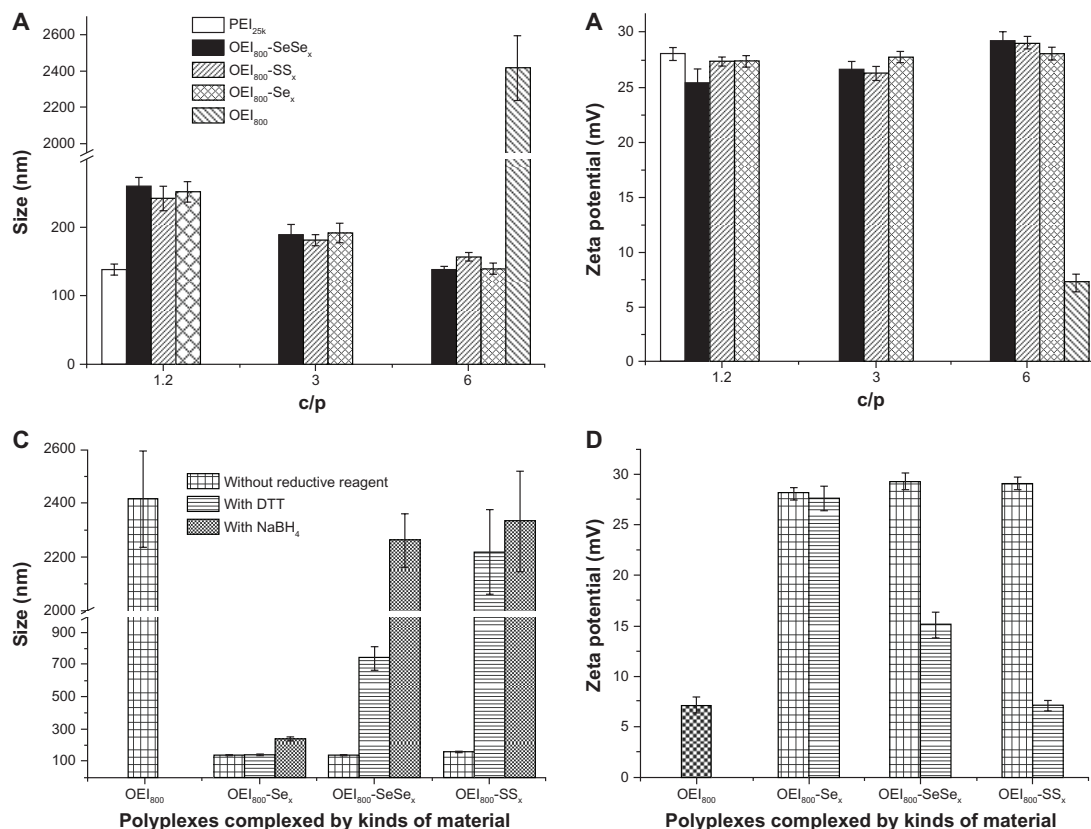 A
2600
2400
2200
2000
200
100
0
Size (nm)
PEI25k
OEI800-SeSex
OEI800-SSx
OEI800-Sex
OEI800
1.2
3
6
c/p
A
30
25
20
15
10
5
0
Zeta potential (mV)
1.2
3
6
c/p
C
2600
2400
2200
2000
900
700
500
300
100
Size (nm)
Without reductive reagent
With DTT
With NaBH4
OEI800
OEI800-Sex
OEI800-SeSex
OEI800-SSx
Polyplexes complexed by kinds of material
D
30
25
20
15
10
5
0
Zeta potential (mV)
OEI800
OEI800-Sex
OEI800-SeSex
OEI800-SSx
Polyplexes complexed by kinds of material